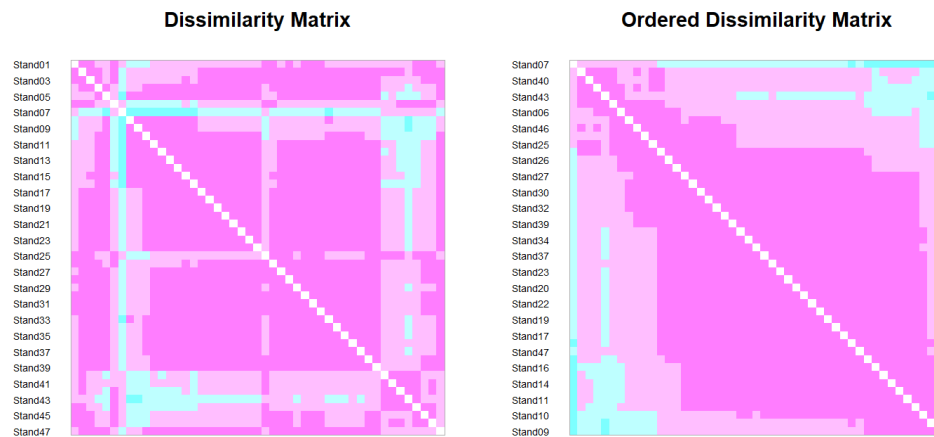 Dissimilarity Matrix
Stand01
Stand03
Stand05
Stand07
Stand09
Stand11
Stand13
Stand15
Stand17
Stand19
Stand21
Stand23
Stand25
Stand27
Stand29
Stand31
Stand33
Stand35
Stand37
Stand39
Stand41
Stand43
Stand45
Stand47
Ordered Dissimilarity Matrix
Stand07
Stand40
Stand43
Stand06
Stand46
Stand25
Stand26
Stand27
Stand30
Stand32
Stand39
Stand34
Stand37
Stand23
Stand20
Stand22
Stand19
Stand17
Stand47
Stand16
Stand14
Stand11
Stand10
Stand09